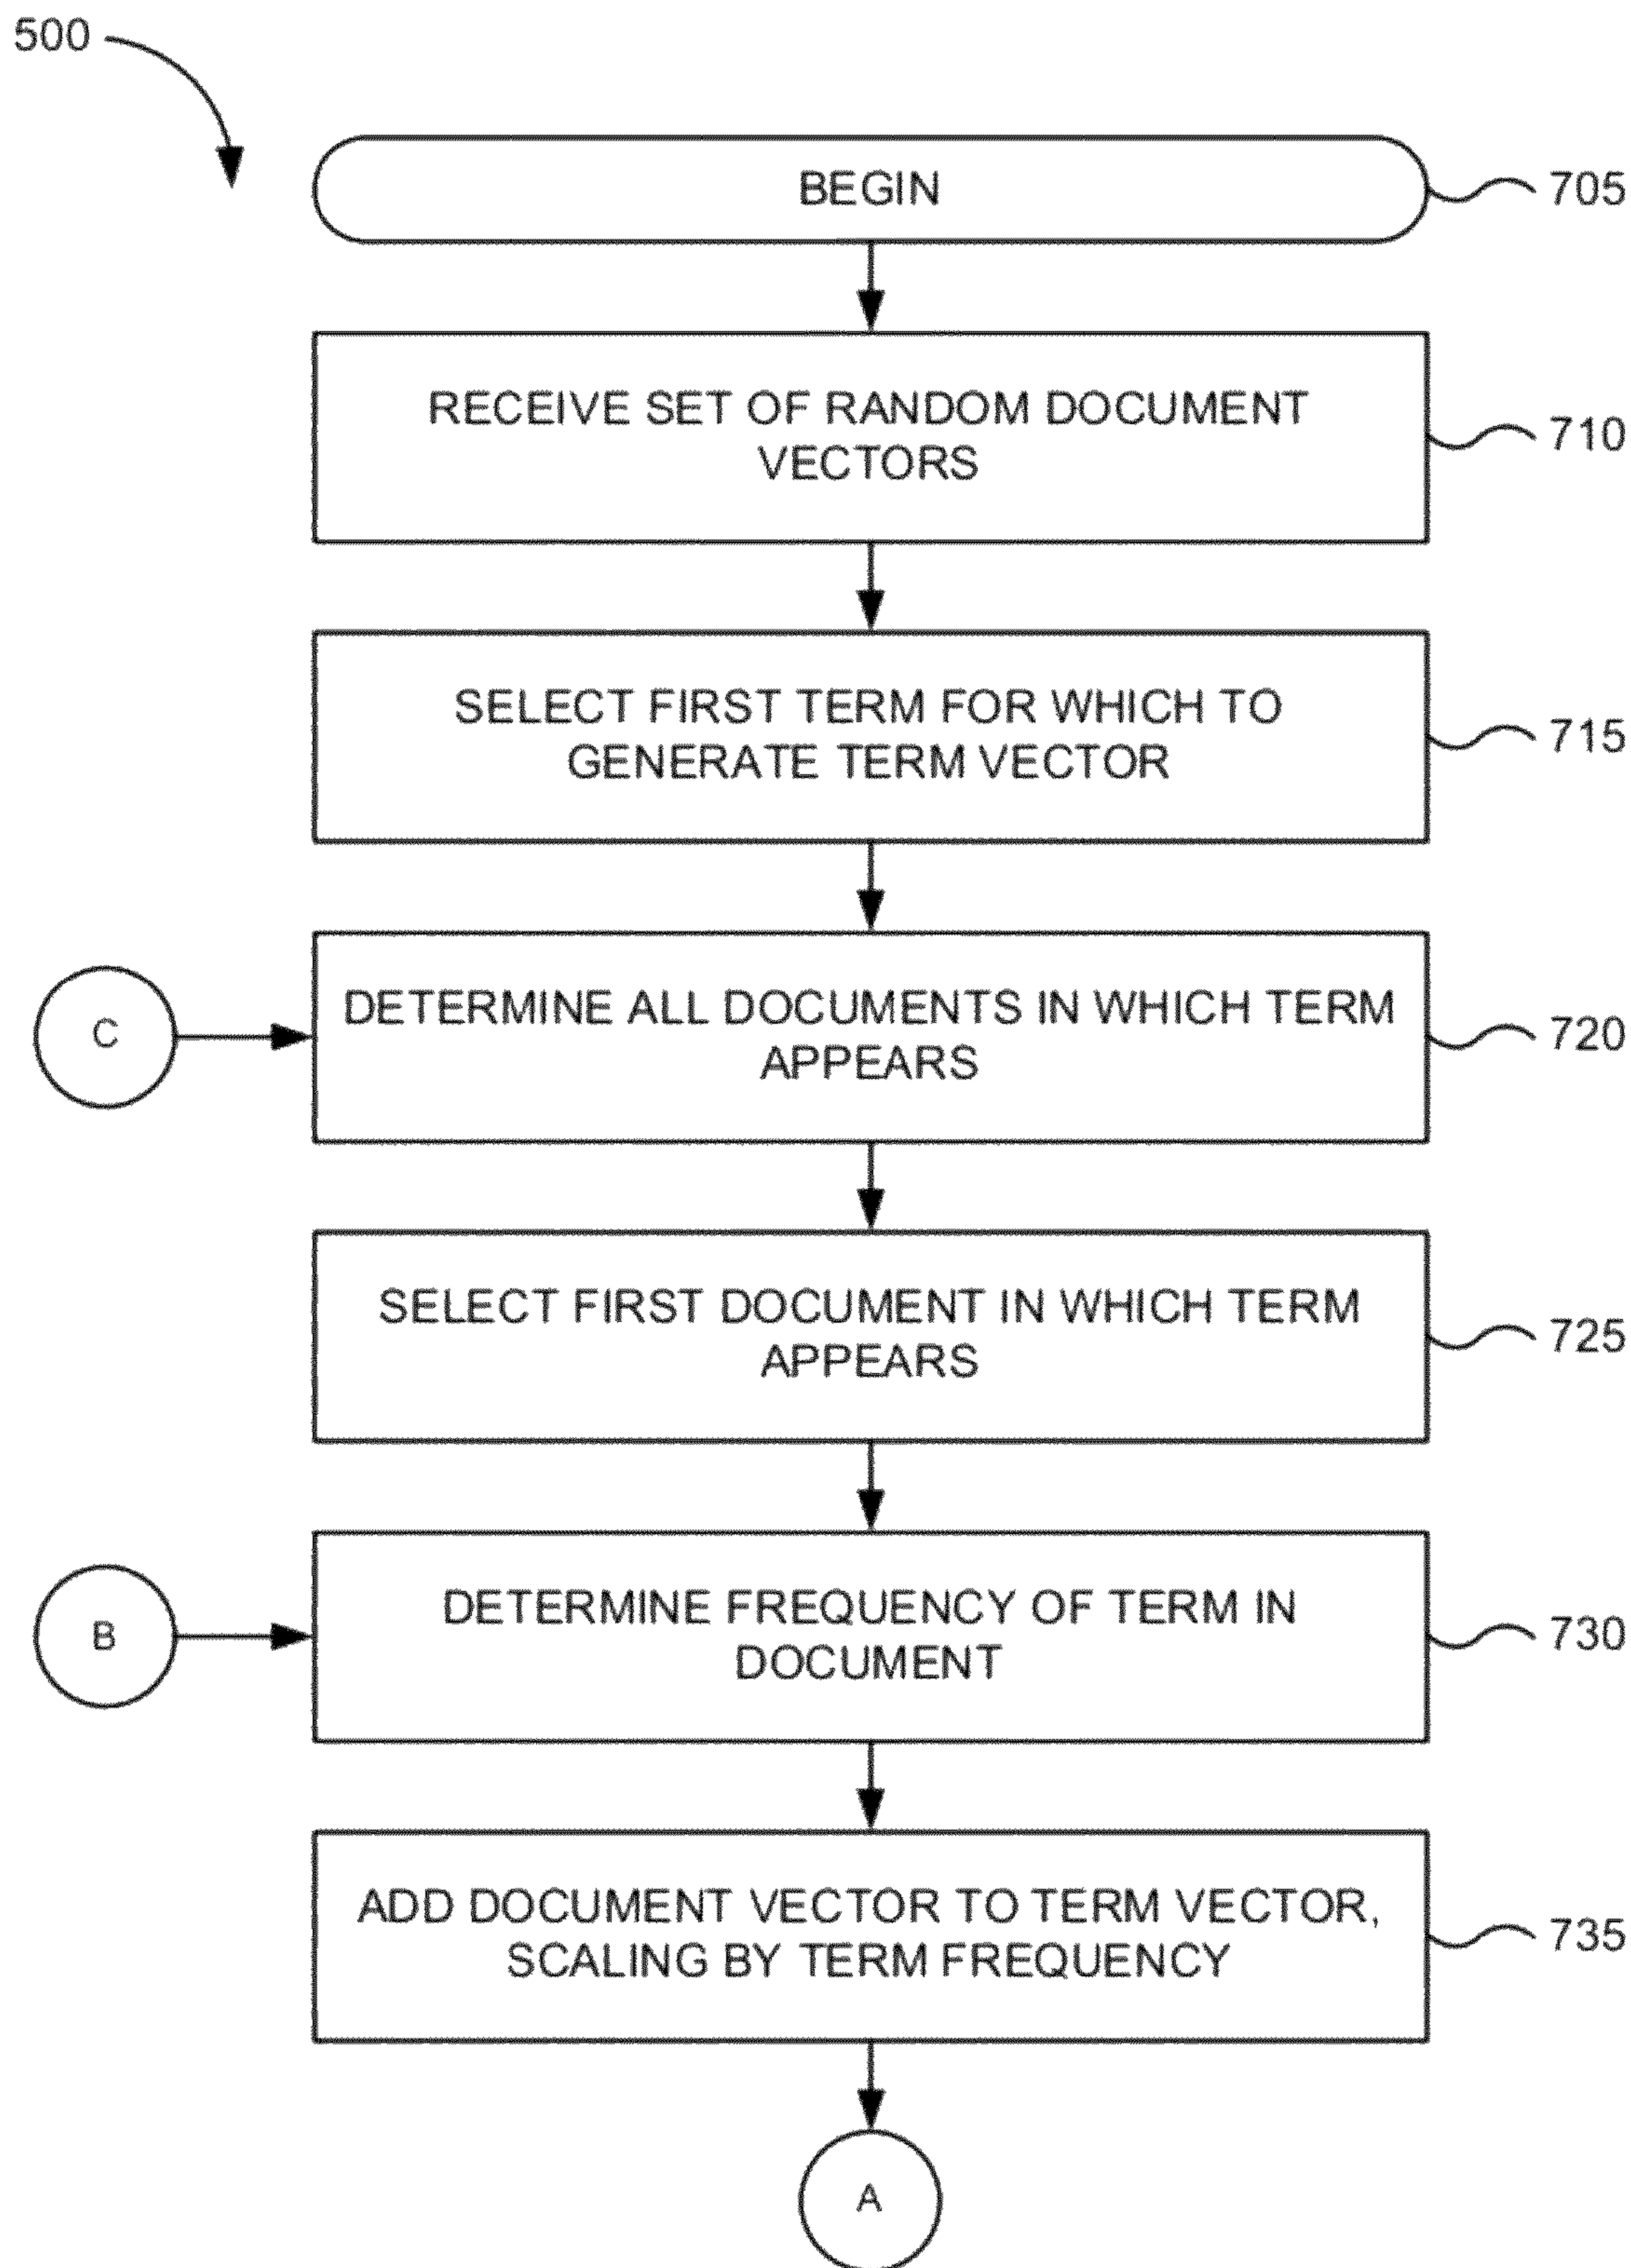 500
BEGIN
705
RECEIVE SET OF RANDOM DOCUMENT
VECTORS
710
SELECT FIRST TERM FOR WHICH TO
GENERATE TERM VECTOR
715
C
DETERMINE ALL DOCUMENTS IN WHICH TERM
APPEARS
720
SELECT FIRST DOCUMENT IN WHICH TERM
APPEARS
725
B
DETERMINE FREQUENCY OF TERM IN
DOCUMENT
730
ADD DOCUMENT VECTOR TO TERM VECTOR,
SCALING BY TERM FREQUENCY
735
A